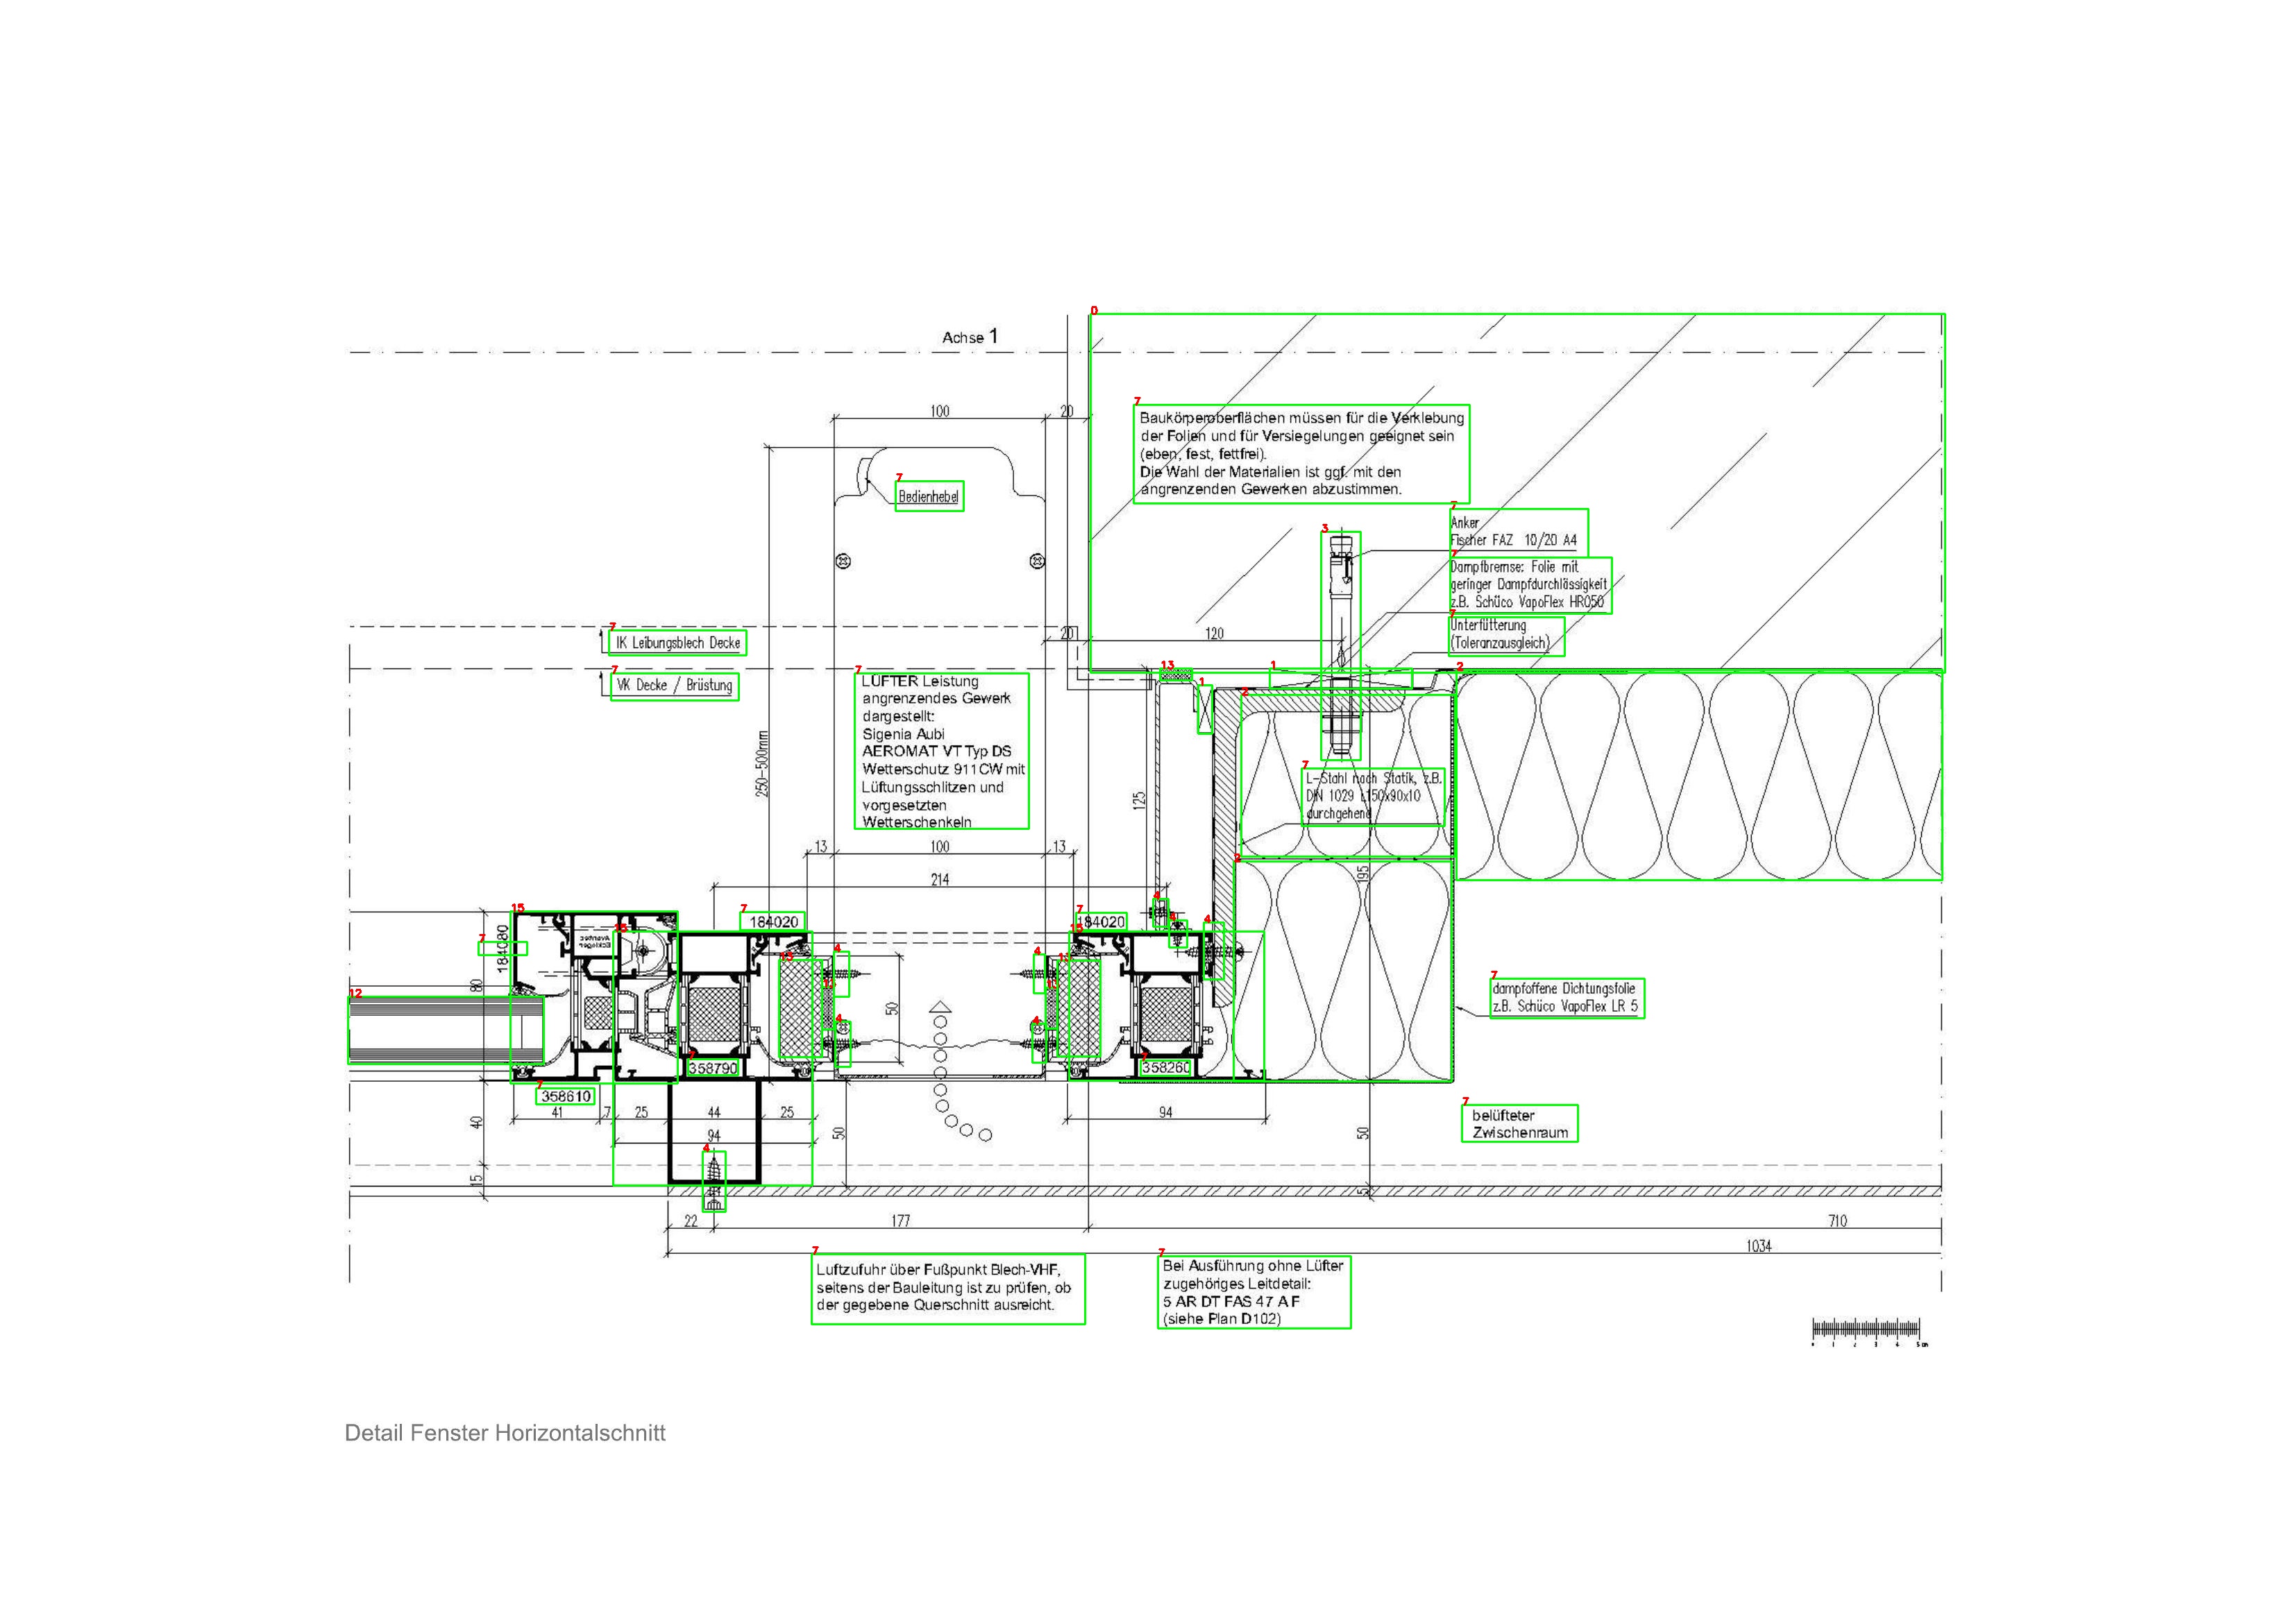 Achse 1
100
20
Baukörperoberflächen müssen für die Verklebung
der Folien und für Versiegelungen geeignet sein
(eben, fest, fettfrei).
Die Wahl der Materialien ist ggf. mit den
angrenzenden Gewerken abzustimmen.
Bedienhebel
Anker
Fischer FAZ 10/20 A4
Dampfbremse: Folie mit
geringer Dampfdurchlässigkeit
z.B. Schüco VapoFlex HR050
Unterfütterung
(Toleranzausgleich)
IK Leibungsblech Decke
20
120
VK Decke / Brüstung
LÜFTER Leistung
angrenzendes Gewerk
dargestellt:
Sigenia Aubi
AEROMAT VT Typ DS
Wetterschutz 911CW mit
Lüftungsschlitzen und
vorgesetzten
Wetterschenkeln
250-500mm
125
L-Stahl nach Statik, z.B.
DIN 1029 L150x90x10
durchgehend
13
100
13
214
195
184020
184020
184080
80
50
dampfoffene Dichtungsfolie
z.B. Schüco VapoFlex LR 5
358790
358260
358610
41
7
25
44
25
94
94
40
50
50
belüfteter
Zwischenraum
15
5
22
177
710
1034
Luftzufuhr über Fußpunkt Blech-VHF,
seitens der Bauleitung ist zu prüfen, ob
der gegebene Querschnitt ausreicht.
Bei Ausführung ohne Lüfter
zugehöriges Leitdetail:
5 AR DT FAS 47 A F
(siehe Plan D102)
Detail Fenster Horizontalschnitt
0
7
7
7
7
3
7
7
7
7
13
1
1
2
2
7
2
15
15
7
7
7
15
4
4
4
4
4
4
4
13
13
12
7
7
7
7
7
4
7
7